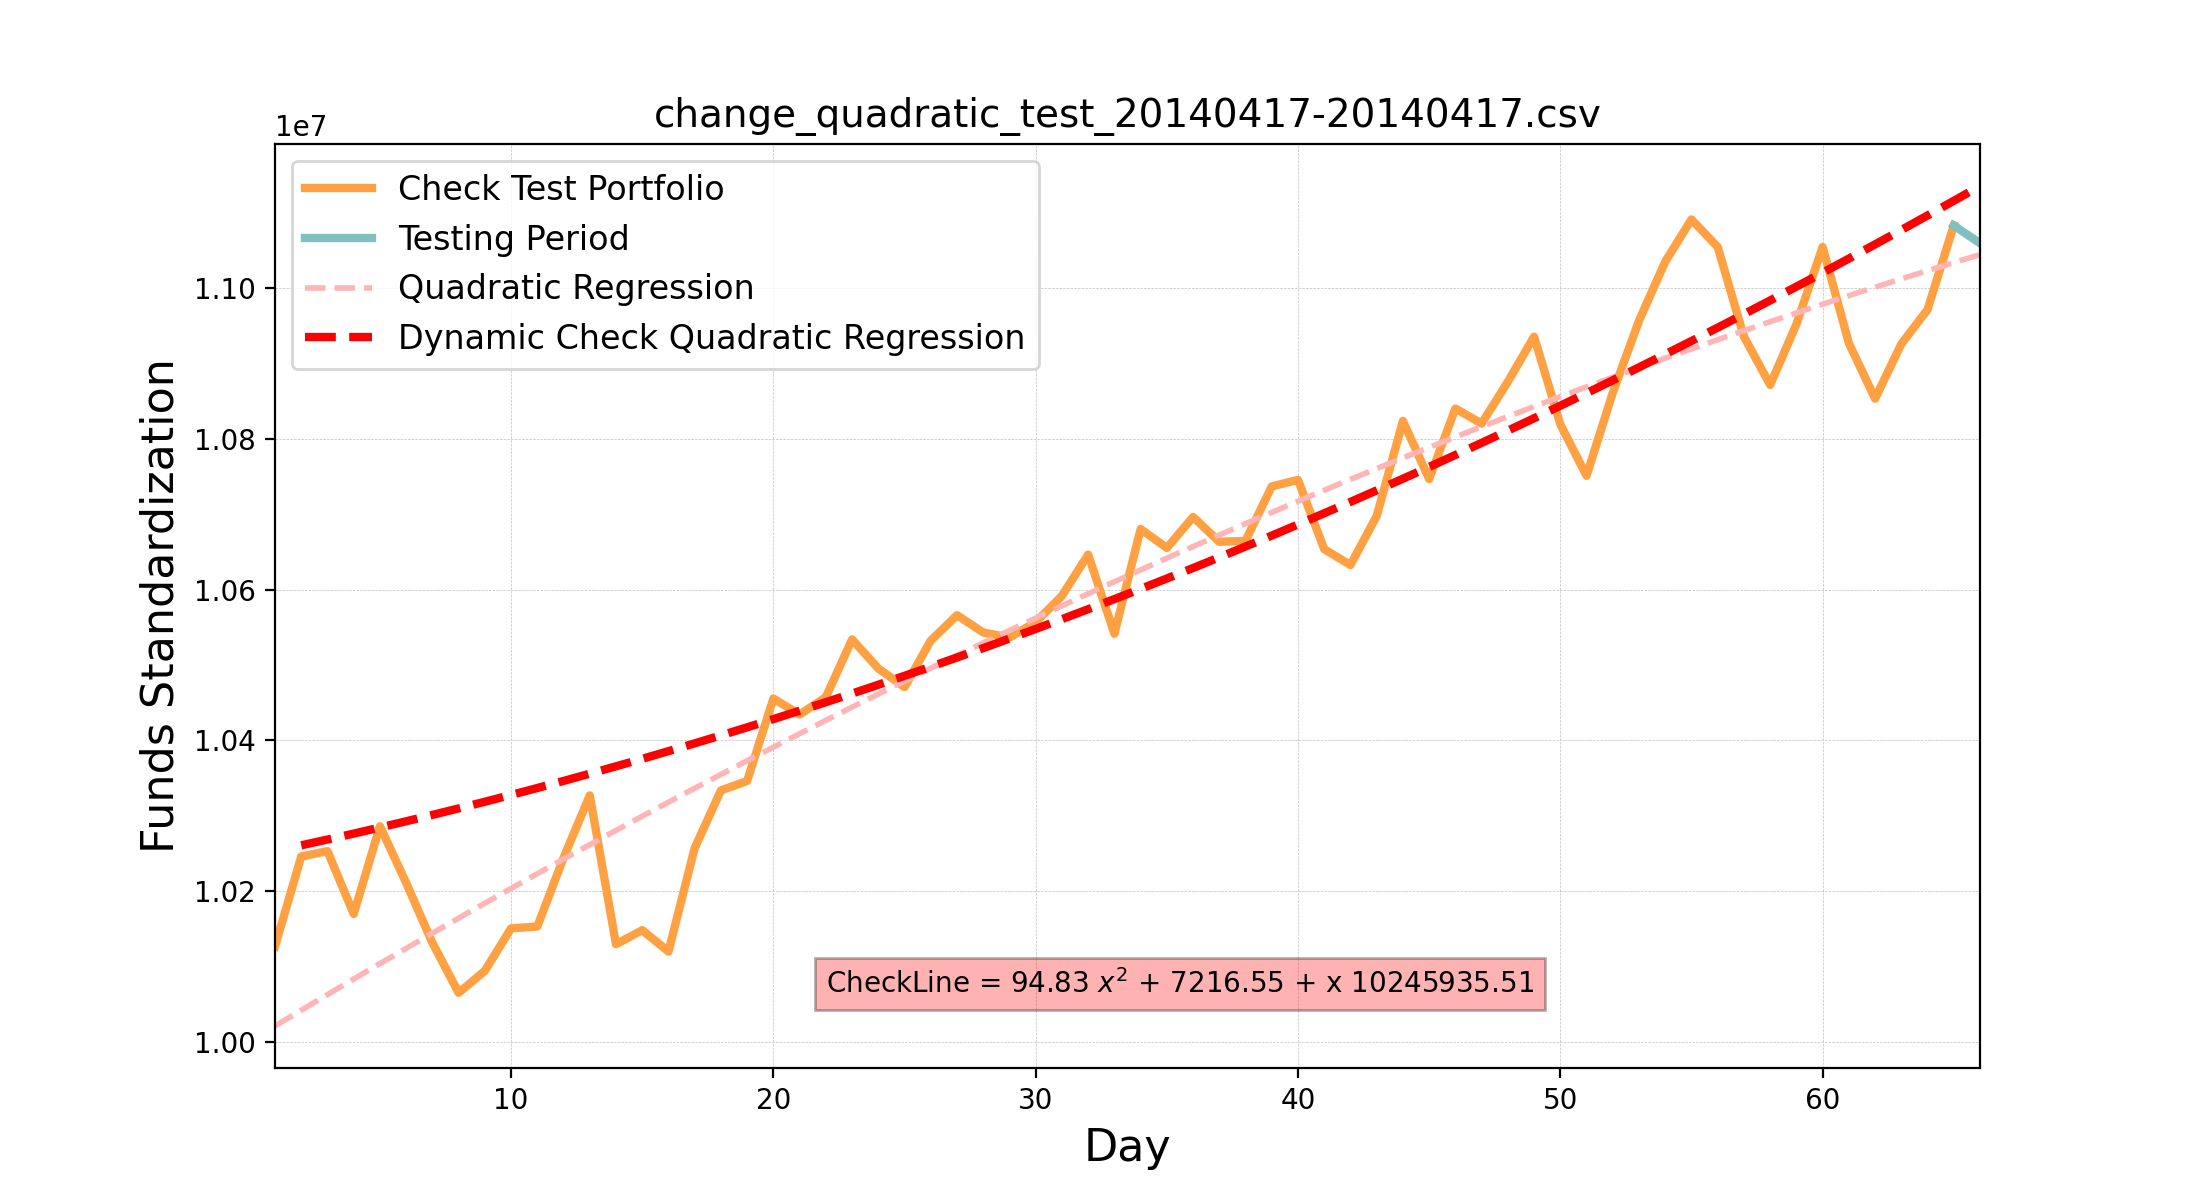 change_quadratic_test_20140417-20140417.csv
1e7
Check Test Portfolio
Testing Period
Quadratic Regression
Dynamic Check Quadratic Regression
1.10
1.08
1.06
1.04
1.02
1.00
Funds Standardization
CheckLine = 94.83 x² + 7216.55 + x 10245935.51
10 20 30 40 50 60
Day